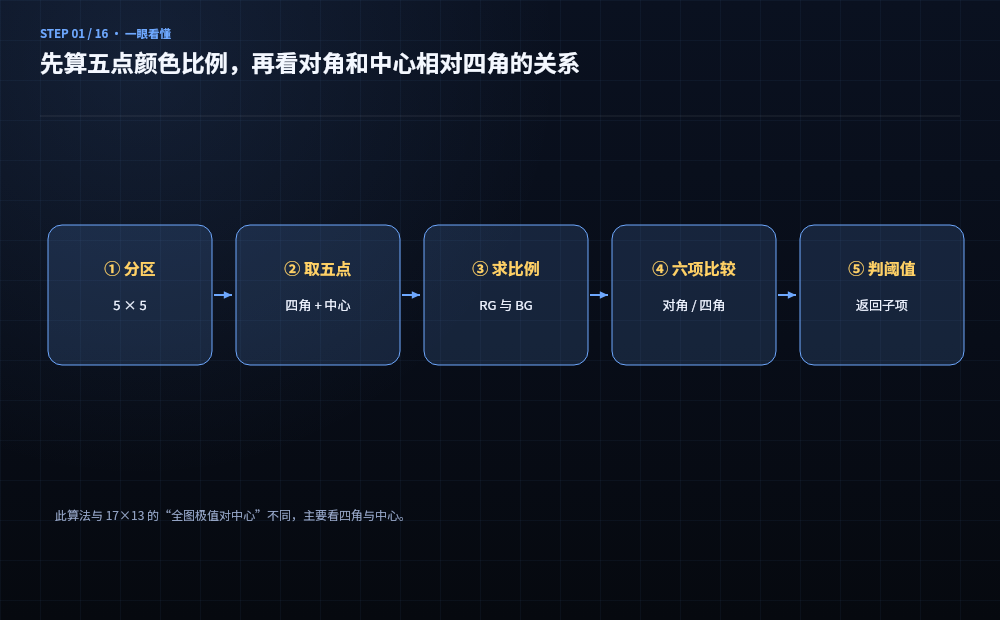 STEP 01 / 16 • 一眼看懂
先算五点颜色比例，再看对角和中心相对四角的关系
① 分区
5 × 5
② 取五点
四角 + 中心
③ 求比例
RG 与 BG
④ 六项比较
对角 / 四角
⑤ 判阈值
返回子项
此算法与 17×13 的“全图极值对中心”不同，主要看四角与中心。